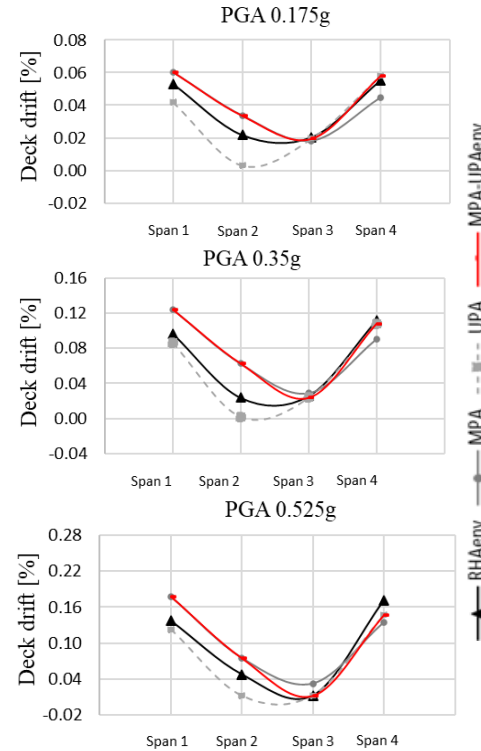 PGA 0.175g
Deck drift [%]
0.08
0.06
0.04
0.02
0.00
-0.02
Span 1 Span 2 Span 3 Span 4
PGA 0.35g
Deck drift [%]
0.16
0.12
0.08
0.04
0.00
-0.04
Span 1 Span 2 Span 3 Span 4
PGA 0.525g
Deck drift [%]
0.28
0.22
0.16
0.10
0.04
-0.02
Span 1 Span 2 Span 3 Span 4
RHAenv MPA UPA MPA-UPAenv